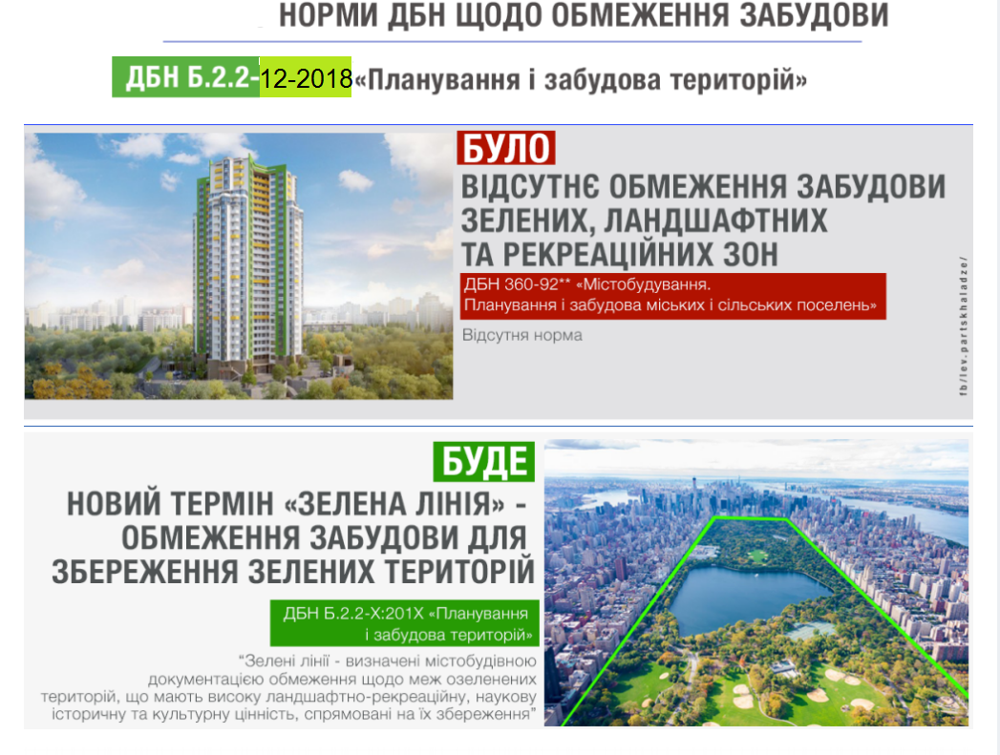 НОРМИ ДБН ЩОДО ОБМЕЖЕННЯ ЗАБУДОВИ
ДБН Б.2.2-12-2018 «Планування і забудова територій»
БУЛО
ВІДСУТНЄ ОБМЕЖЕННЯ ЗАБУДОВИ
ЗЕЛЕНИХ, ЛАНДШАФТНИХ
ТА РЕКРЕАЦІЙНИХ ЗОН
ДБН 360-92** «Містобудування.
Планування і забудова міських і сільських поселень»
Відсутня норма
fb/lev.partskhaladze/
БУДЕ
НОВИЙ ТЕРМІН «ЗЕЛЕНА ЛІНІЯ» -
ОБМЕЖЕННЯ ЗАБУДОВИ ДЛЯ
ЗБЕРЕЖЕННЯ ЗЕЛЕНИХ ТЕРИТОРІЙ
ДБН Б.2.2-Х:201Х «Планування
і забудова територій»
“Зелені лінії - визначені містобудівною
документацією обмеження щодо меж озеленених
територій, що мають високу ландшафтно-рекреаційну, наукову
історичну та культурну цінність, спрямовані на їх збереження”